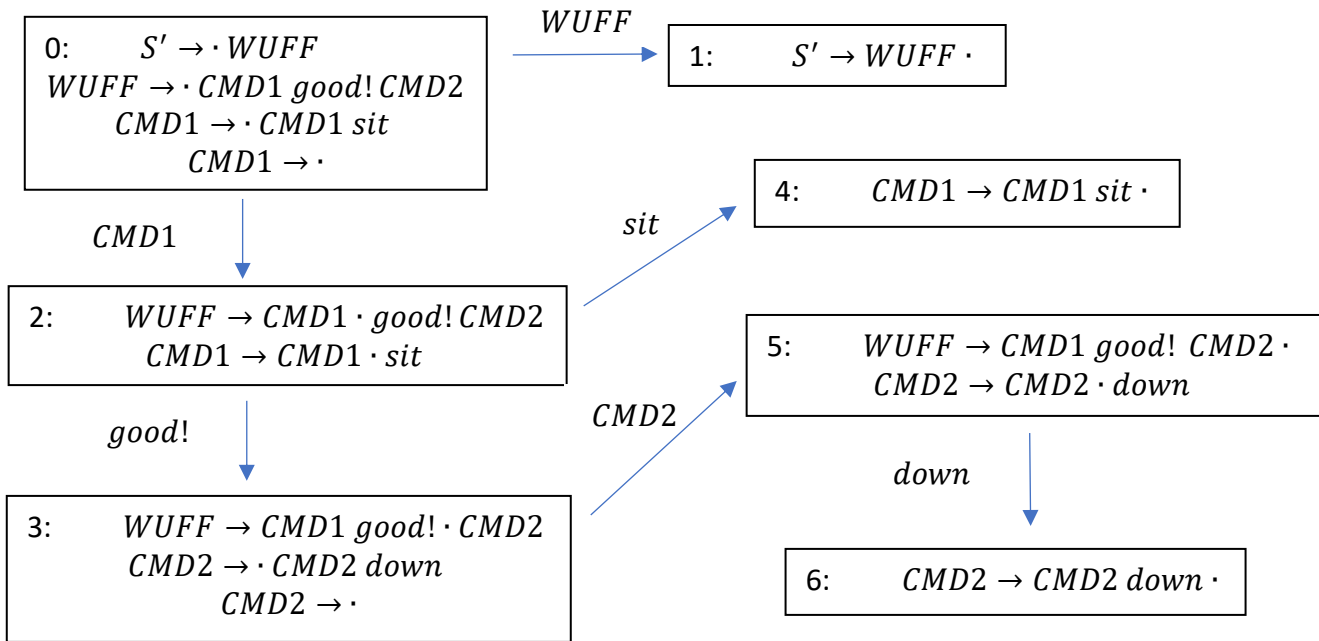 0: S′ → · WUFF
WUFF → · CMD1 good! CMD2
CMD1 → · CMD1 sit
CMD1 → ·
WUFF
1: S′ → WUFF ·
CMD1
sit
4: CMD1 → CMD1 sit ·
2: WUFF → CMD1 · good! CMD2
CMD1 → CMD1 · sit
good!
CMD2
5: WUFF → CMD1 good! CMD2 ·
CMD2 → CMD2 · down
down
3: WUFF → CMD1 good! · CMD2
CMD2 → · CMD2 down
CMD2 → ·
6: CMD2 → CMD2 down ·